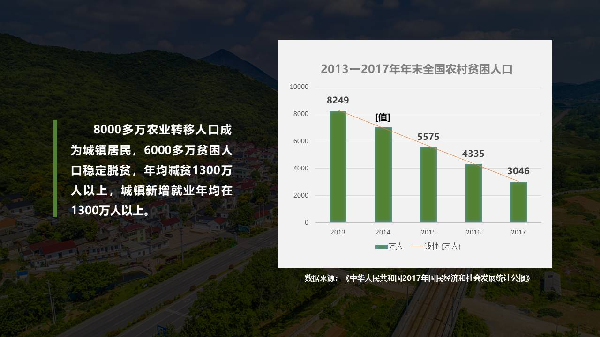 8000多万农业转移人口成
为城镇居民，6000多万贫困人
口稳定脱贫，年均减贫1300万
人以上，城镇新增就业年均在
1300万人以上。
2013—2017年年末全国农村贫困人口
10000
8000
6000
4000
2000
0
8249
[值]
5575
4335
3046
2013
2014
2015
2016
2017
万人
数据来源：《中华人民共和国2017年国民经济和社会发展统计公报》